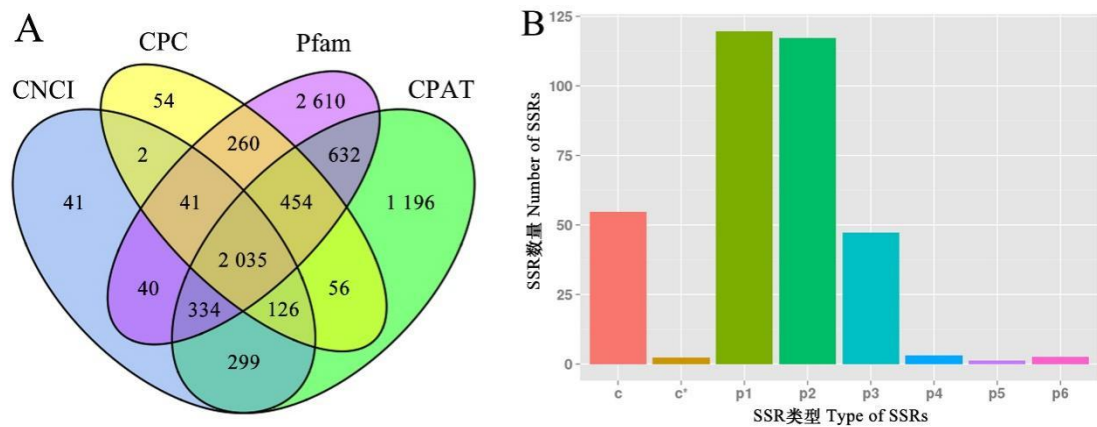 A
CNCI
CPC
Pfam
CPAT
54
2 610
2
260
632
41
41
454
1 196
2 035
40
334
126
56
299
B
SSR数量 Number of SSRs
125
100
75
50
25
0
c
c*
p1
p2
p3
p4
p5
p6
SSR类型 Type of SSRs